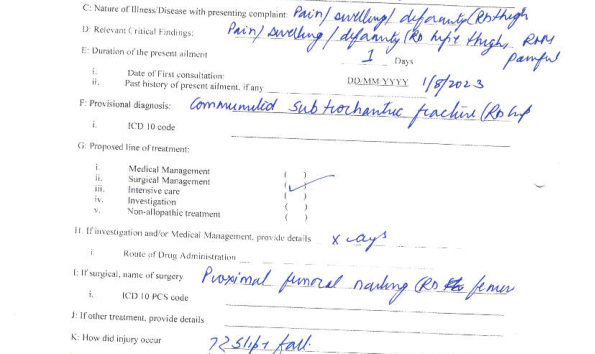 C: Nature of Illness/Disease with presenting complaint: Pain/ swelling/ deformity (Rt) thigh
D: Relevant Critical Findings: Pain/ swelling/ deformity (Rt) hip & thigh. ROM painful
E: Duration of the present ailment 1 Days
i. Date of First consultation: DD/MM/YYYY 1/8/2023
ii. Past history of present ailment, if any
F: Provisional diagnosis: Communited Subtrochantric fracture (Rt) hip
i. ICD 10 code
G: Proposed line of treatment:
i. Medical Management ( )
ii. Surgical Management ( ✓ )
iii. Intensive care ( )
iv. Investigation ( )
v. Non-allopathic treatment ( )
H. If investigation and/or Medical Management, provide details x rays
i. Route of Drug Administration
I: If surgical, name of surgery Proximal femoral nailing (Rt) femur
i. ICD 10 PCS code
J: If other treatment, provide details
K: How did injury occur Slip & fall.